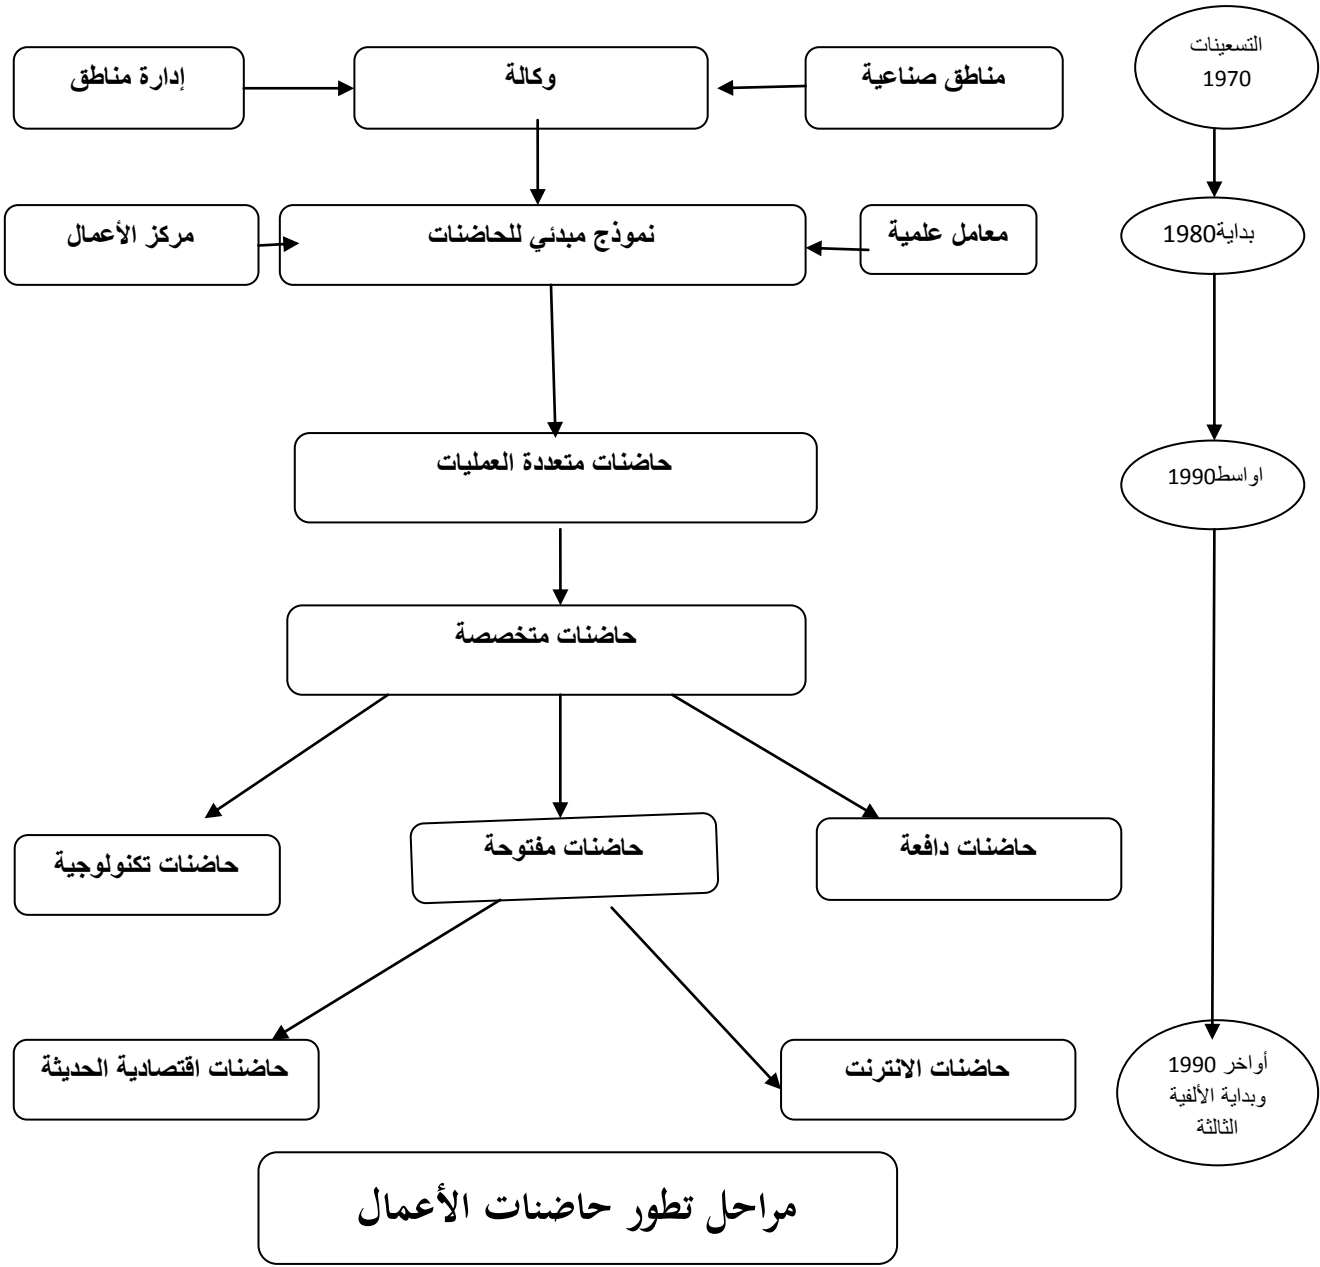 التسعينات
1970
مناطق صناعية
وكالة
إدارة مناطق
بداية1980
معامل علمية
نموذج مبدئي للحاضنات
مركز الأعمال
اواسط1990
حاضنات متعددة العمليات
حاضنات متخصصة
حاضنات دافعة
حاضنات مفتوحة
حاضنات تكنولوجية
أواخر 1990
وبداية الألفية
الثالثة
حاضنات الانترنت
حاضنات اقتصادية الحديثة
مراحل تطور حاضنات الأعمال